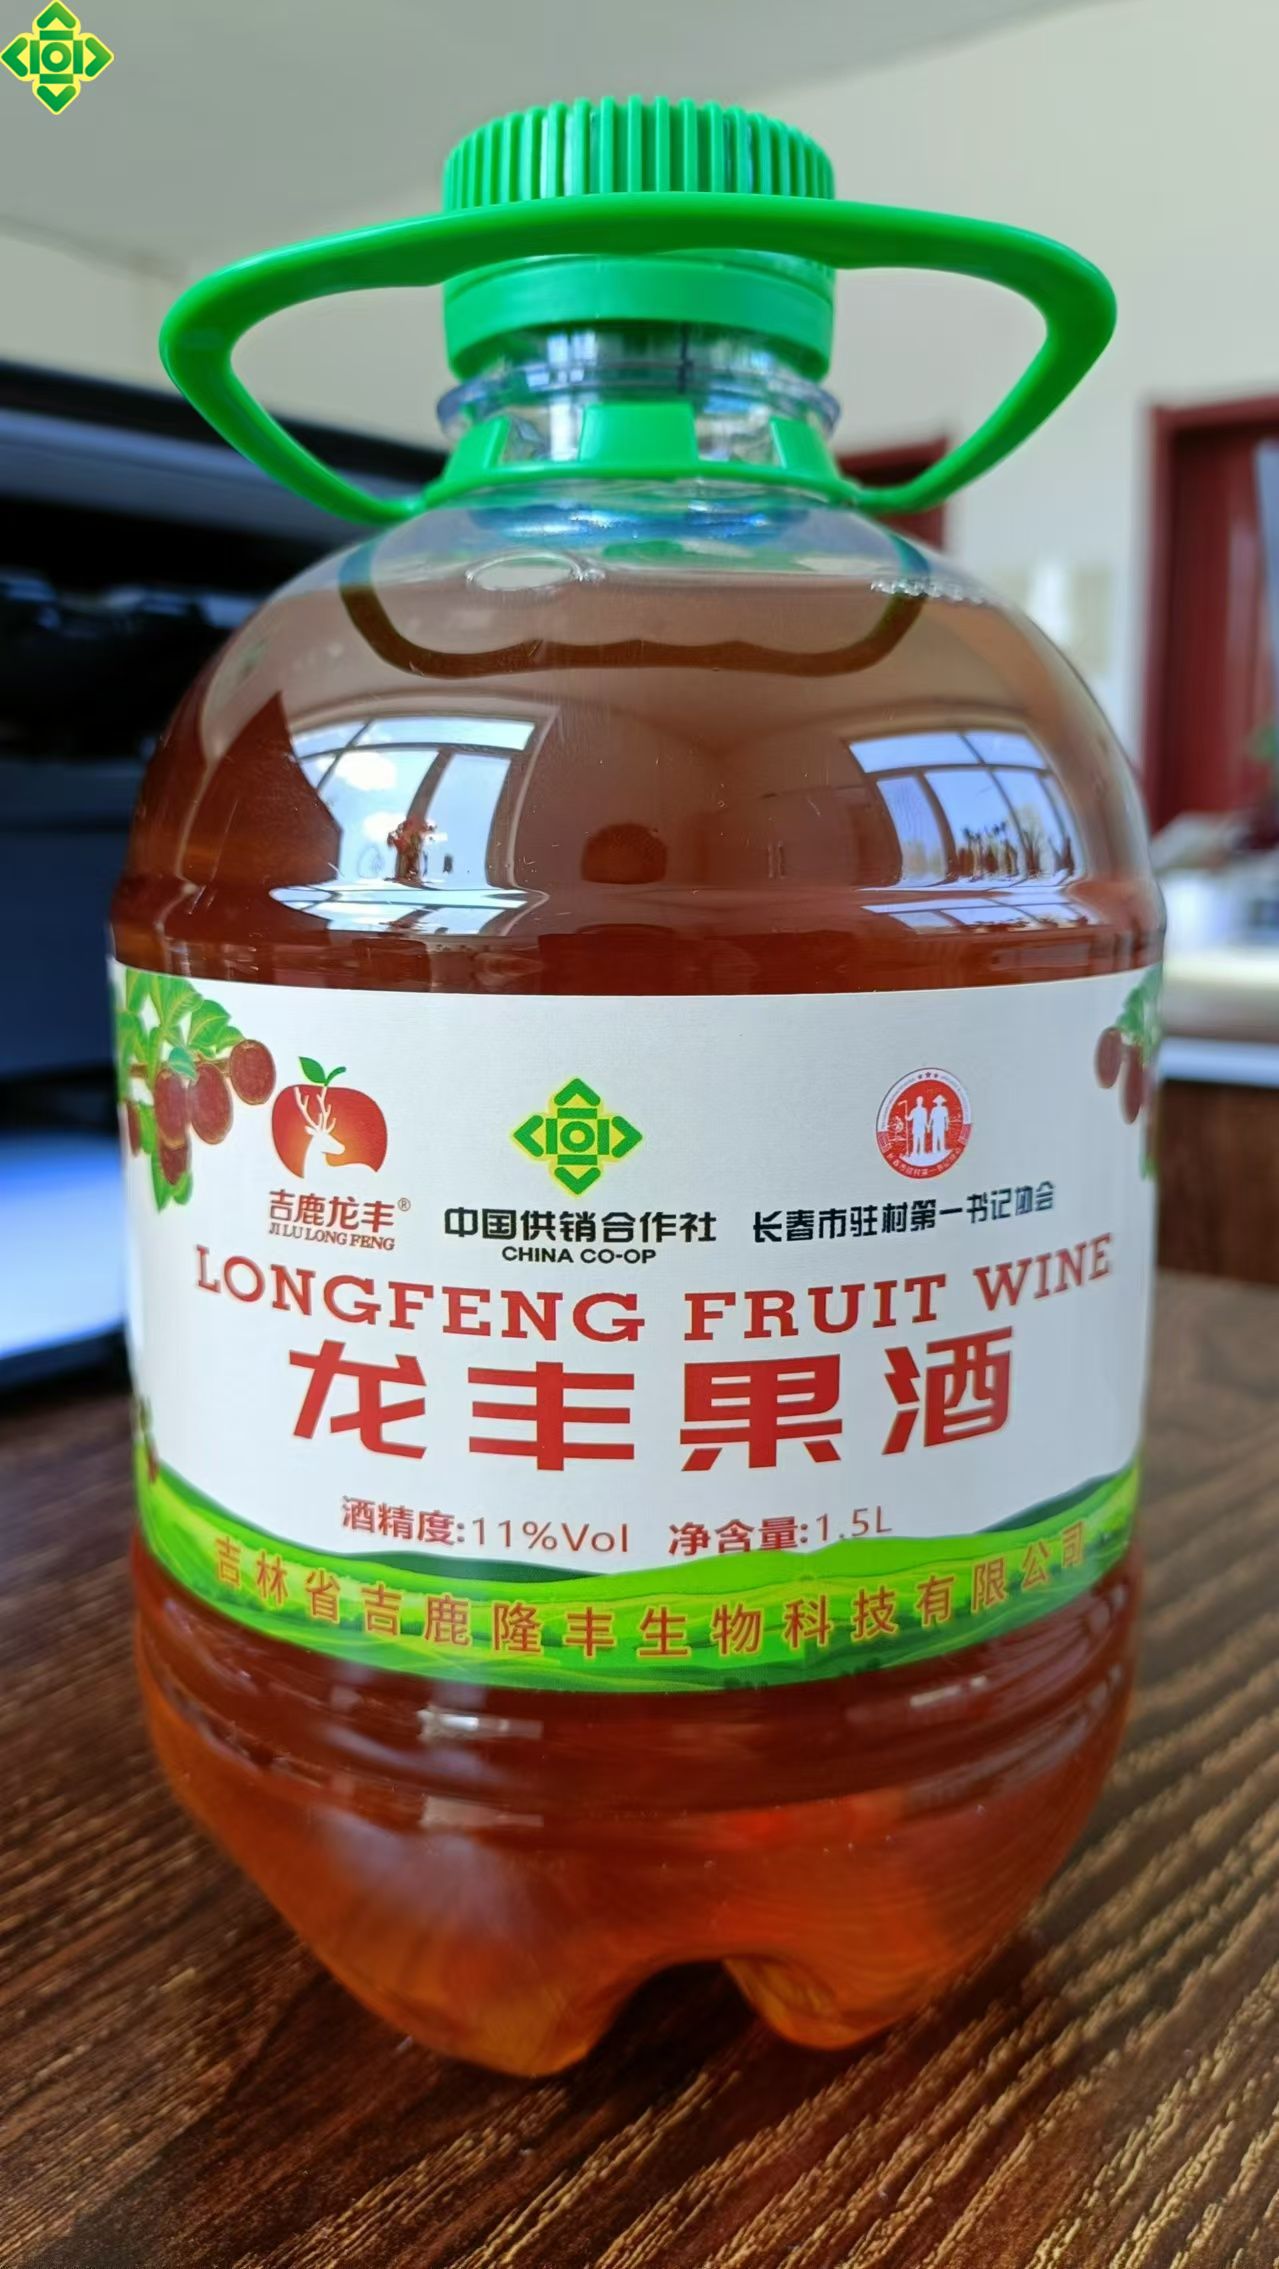 吉鹿龙丰®
JI LU LONG FENG
中国供销合作社
CHINA CO-OP
长春市驻村第一书记协会
LONGFENG FRUIT WINE
龙丰果酒
酒精度:11%Vol 净含量:1.5L
吉林省吉鹿隆丰生物科技有限公司